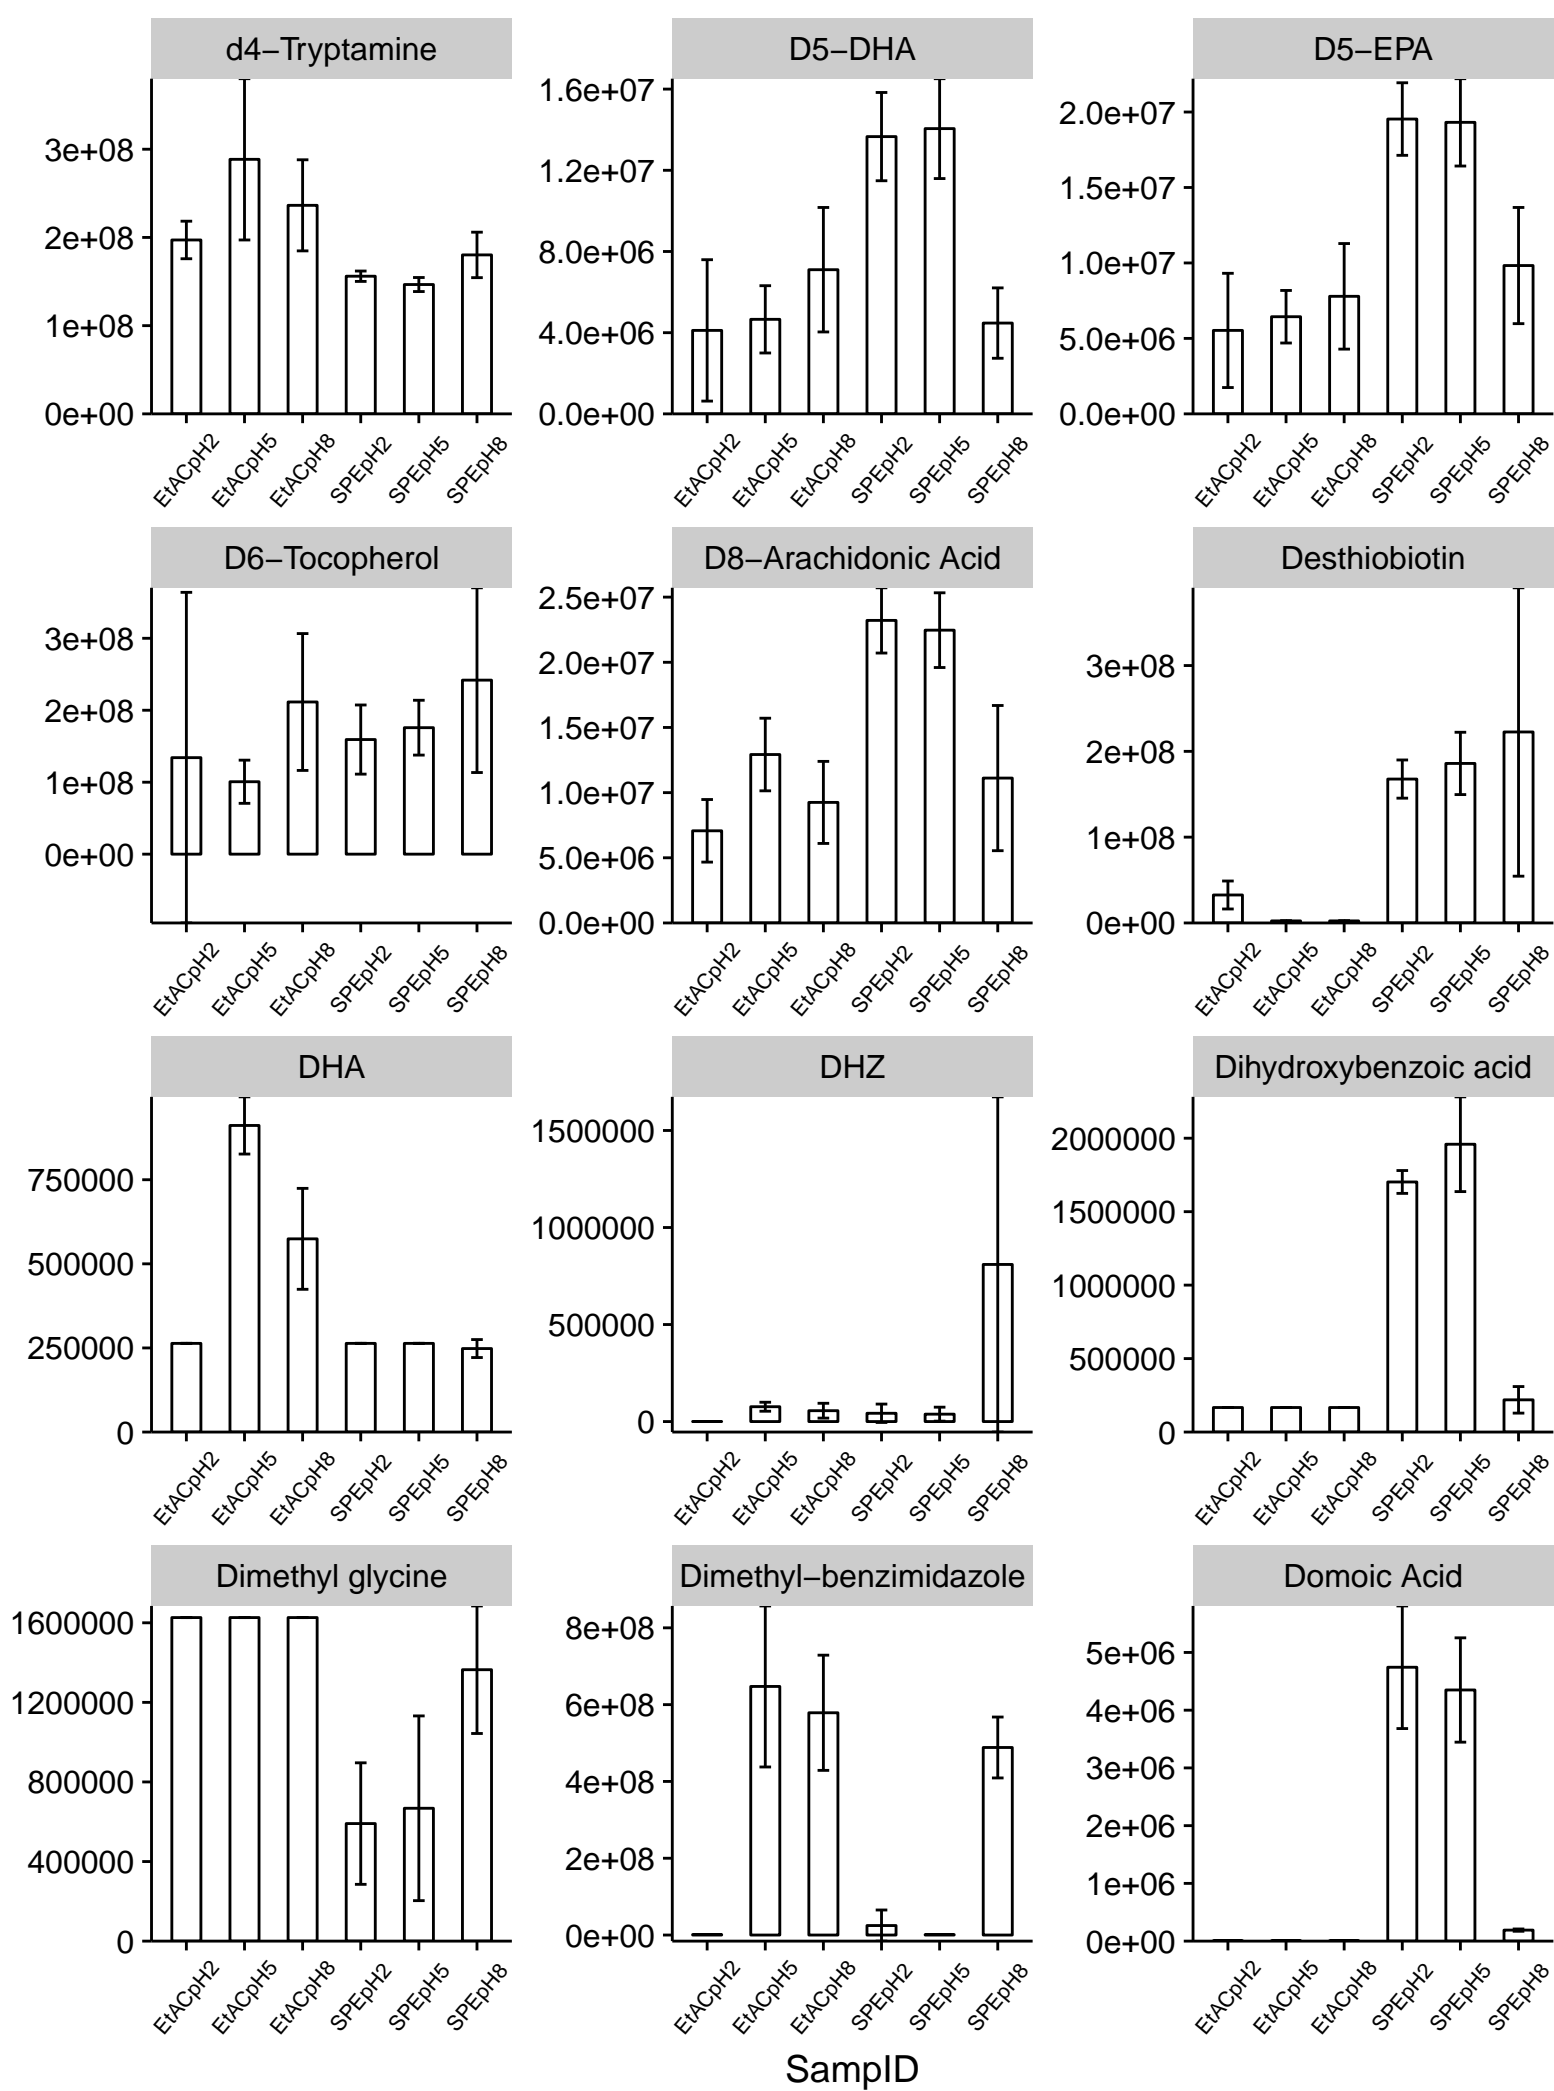 d4−Tryptamine
D5−DHA
D5−EPA
3e+08
2e+08
1e+08
0e+00
1.6e+07
1.2e+07
8.0e+06
4.0e+06
0.0e+00
2.0e+07
1.5e+07
1.0e+07
5.0e+06
0.0e+00
EtACpH2 EtACpH5 EtACpH8 SPEpH2 SPEpH5 SPEpH8
EtACpH2 EtACpH5 EtACpH8 SPEpH2 SPEpH5 SPEpH8
EtACpH2 EtACpH5 EtACpH8 SPEpH2 SPEpH5 SPEpH8
D6−Tocopherol
D8−Arachidonic Acid
Desthiobiotin
3e+08
2e+08
1e+08
0e+00
2.5e+07
2.0e+07
1.5e+07
1.0e+07
5.0e+06
0.0e+00
3e+08
2e+08
1e+08
0e+00
EtACpH2 EtACpH5 EtACpH8 SPEpH2 SPEpH5 SPEpH8
EtACpH2 EtACpH5 EtACpH8 SPEpH2 SPEpH5 SPEpH8
EtACpH2 EtACpH5 EtACpH8 SPEpH2 SPEpH5 SPEpH8
DHA
DHZ
Dihydroxybenzoic acid
750000
500000
250000
0
1500000
1000000
500000
0
2000000
1500000
1000000
500000
0
EtACpH2 EtACpH5 EtACpH8 SPEpH2 SPEpH5 SPEpH8
EtACpH2 EtACpH5 EtACpH8 SPEpH2 SPEpH5 SPEpH8
EtACpH2 EtACpH5 EtACpH8 SPEpH2 SPEpH5 SPEpH8
Dimethyl glycine
Dimethyl−benzimidazole
Domoic Acid
1600000
1200000
800000
400000
0
8e+08
6e+08
4e+08
2e+08
0e+00
5e+06
4e+06
3e+06
2e+06
1e+06
0e+00
EtACpH2 EtACpH5 EtACpH8 SPEpH2 SPEpH5 SPEpH8
EtACpH2 EtACpH5 EtACpH8 SPEpH2 SPEpH5 SPEpH8
EtACpH2 EtACpH5 EtACpH8 SPEpH2 SPEpH5 SPEpH8
SampID